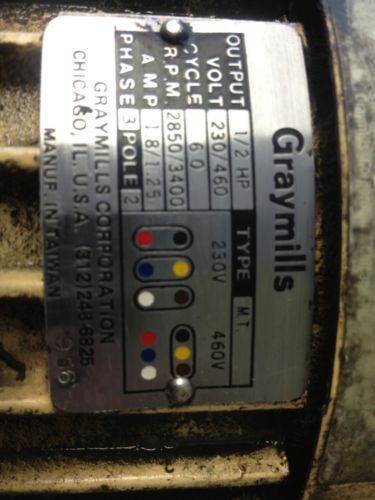 Graymills
OUTPUT 1/2 HP TYPE M.T.
VOLT 230/460 230V 460V
CYCLE 60
R.P.M. 2850/3400
AMP 1.8/1.25
PHASE 3 POLE 2
GRAYMILLS CORPORATION
CHICAGO, IL. U.S.A. (312)248-6825
MANUF. IN TAIWAN